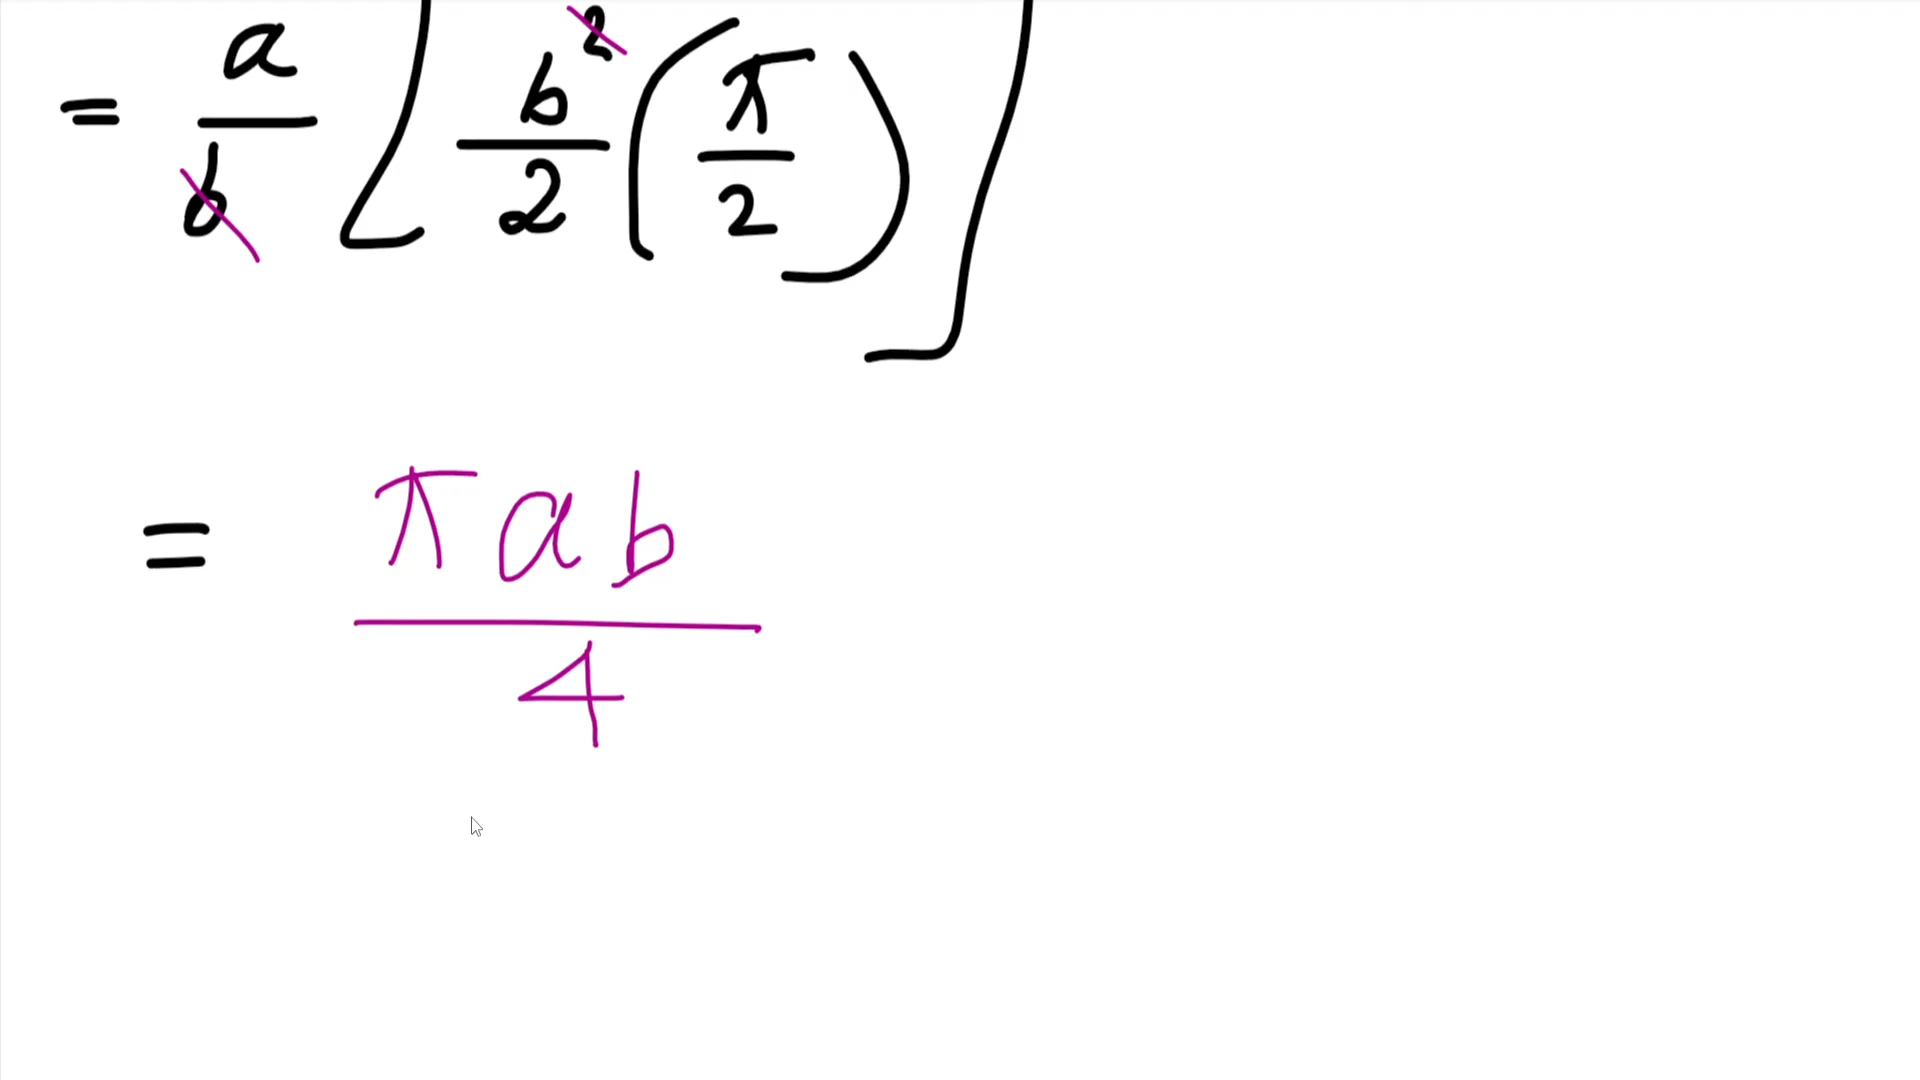 = a/b [ b²/2 ( π/2 ) ]
= πab/4